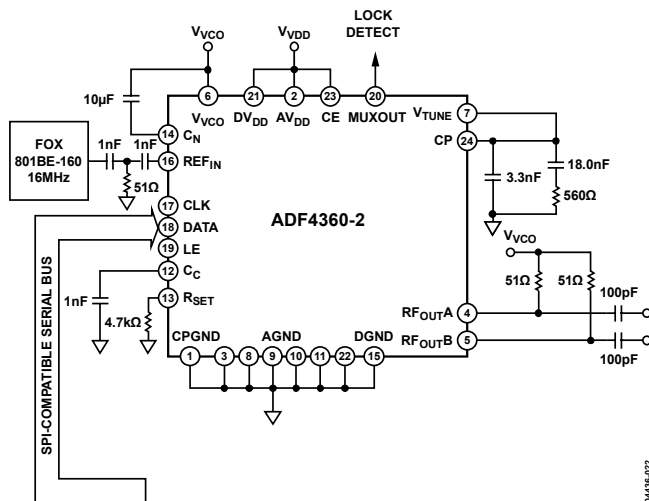 LOCK
DETECT
VVCO
VVDD
10µF
6
21
2
23
20
VVCO
DVDD
AVDD
CE
MUXOUT
VTUNE
7
CP
24
14
CN
FOX
801BE-160
16MHz
1nF
1nF
16
REFIN
51Ω
18.0nF
3.3nF
560Ω
17
CLK
18
DATA
19
LE
ADF4360-2
12
CC
13
RSET
1nF
4.7kΩ
VVCO
51Ω
51Ω
100pF
RFOUTA
4
RFOUTB
5
100pF
CPGND
AGND
DGND
1
3
8
9
10
11
22
15
SPI-COMPATIBLE SERIAL BUS
04436-022